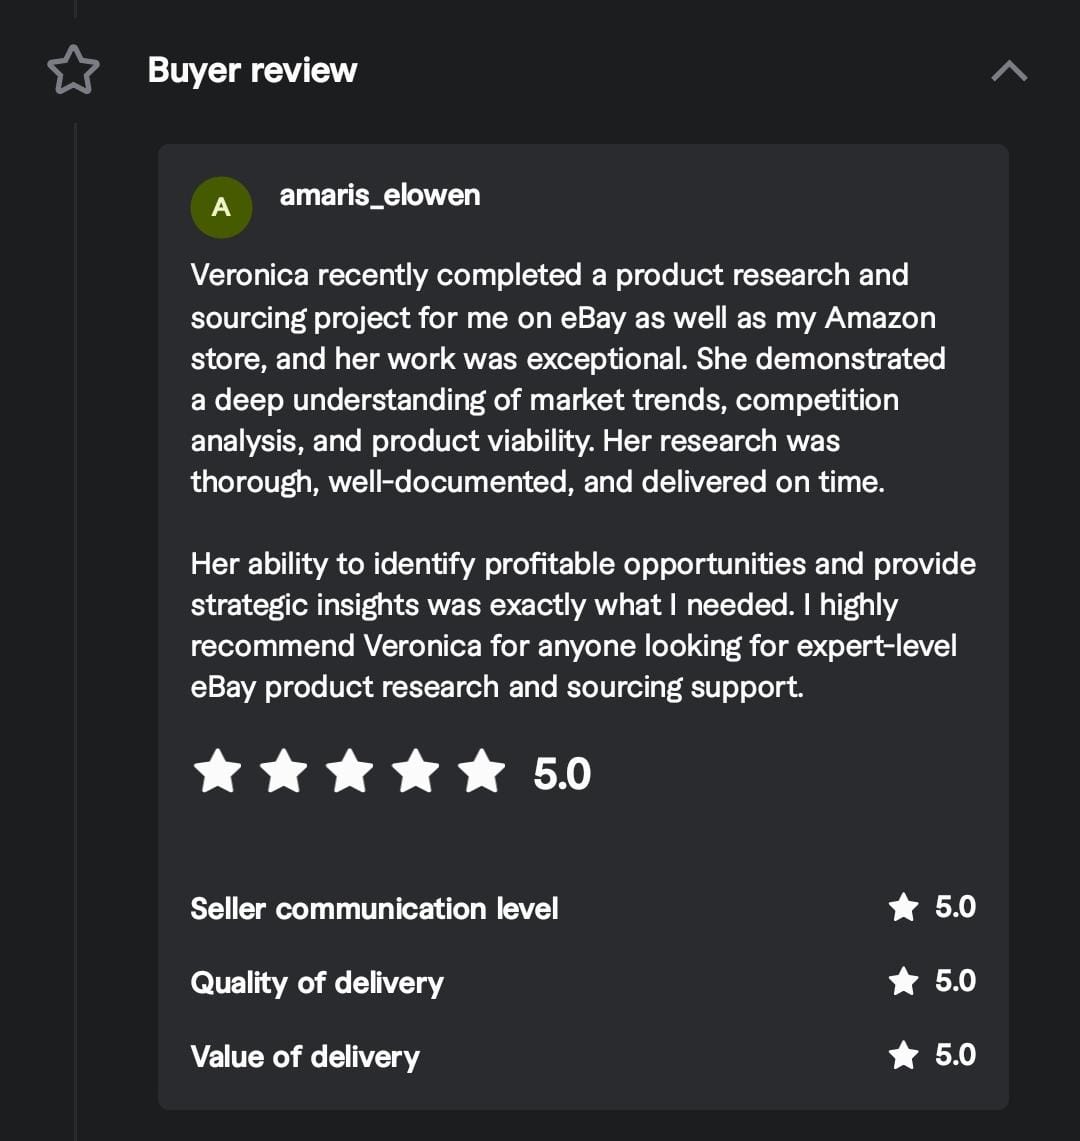 Buyer review
A
amaris_elowen
Veronica recently completed a product research and
sourcing project for me on eBay as well as my Amazon
store, and her work was exceptional. She demonstrated
a deep understanding of market trends, competition
analysis, and product viability. Her research was
thorough, well-documented, and delivered on time.
Her ability to identify profitable opportunities and provide
strategic insights was exactly what I needed. I highly
recommend Veronica for anyone looking for expert-level
eBay product research and sourcing support.
5.0
Seller communication level 5.0
Quality of delivery 5.0
Value of delivery 5.0